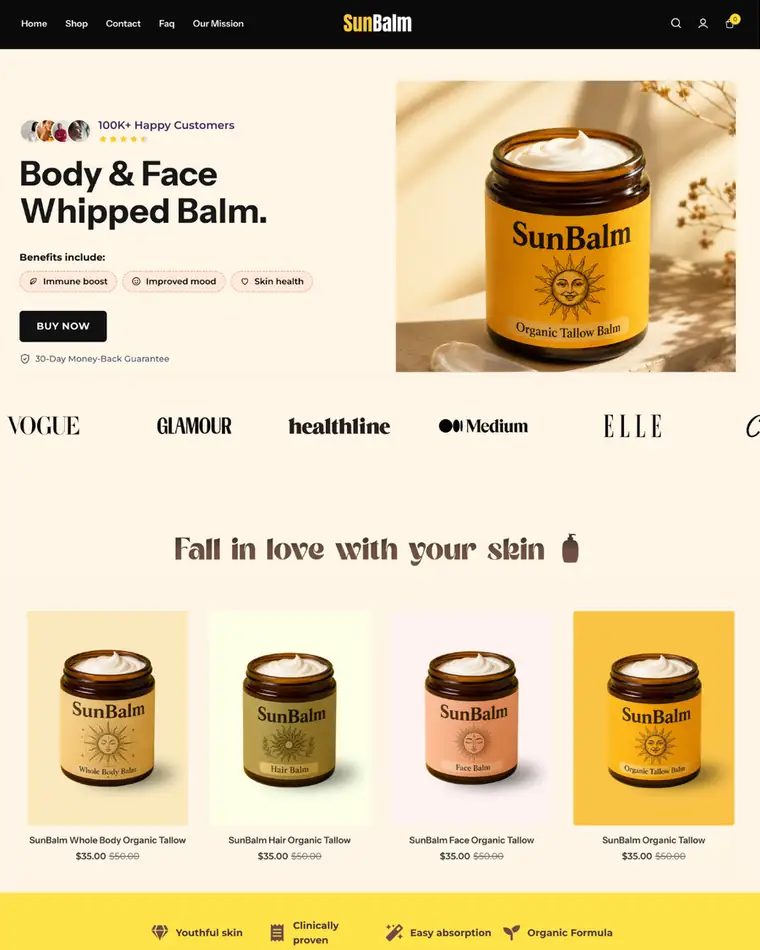 Home Shop Contact Faq Our Mission
SunBalm
0
100K+ Happy Customers
Body & Face
Whipped Balm.
Benefits include:
Immune boost Improved mood Skin health
BUY NOW
30-Day Money-Back Guarantee
SunBalm
Organic Tallow Balm
VOGUE GLAMOUR healthline Medium ELLE C
Fall in love with your skin
SunBalm
Whole Body Balm
SunBalm
Hair Balm
SunBalm
Face Balm
SunBalm
Organic Tallow Balm
SunBalm Whole Body Organic Tallow
$35.00 $50.00
SunBalm Hair Organic Tallow
$35.00 $50.00
SunBalm Face Organic Tallow
$35.00 $50.00
SunBalm Organic Tallow
$35.00 $50.00
Youthful skin
Clinically
proven
Easy absorption
Organic Formula